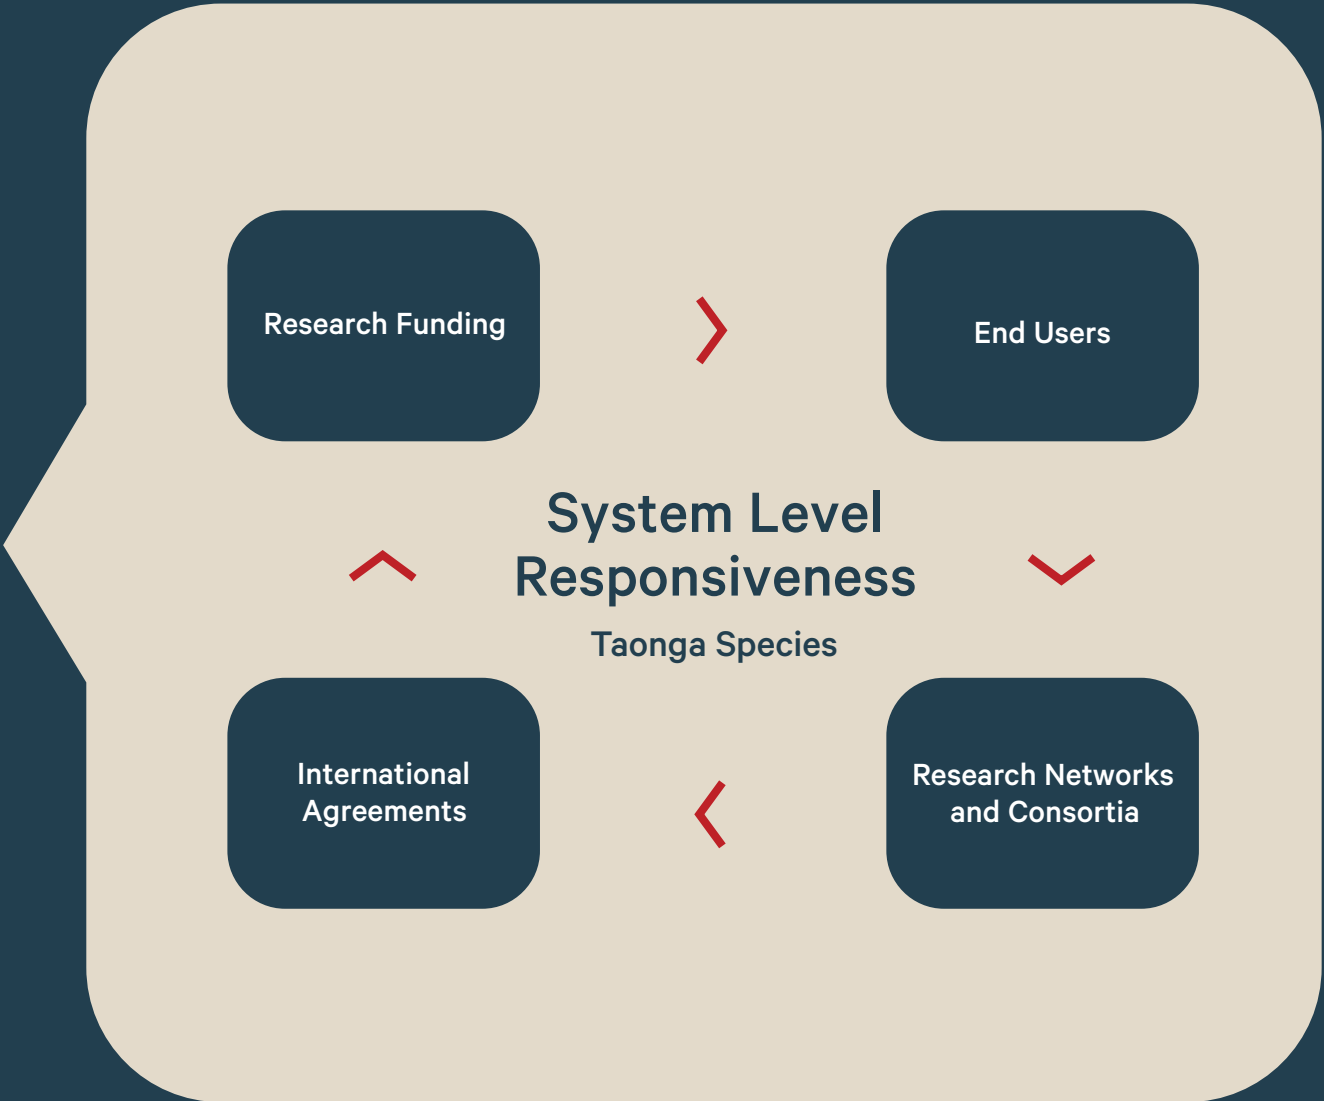 Research Funding
End Users
System Level
Responsiveness
Taonga Species
International
Agreements
Research Networks
and Consortia